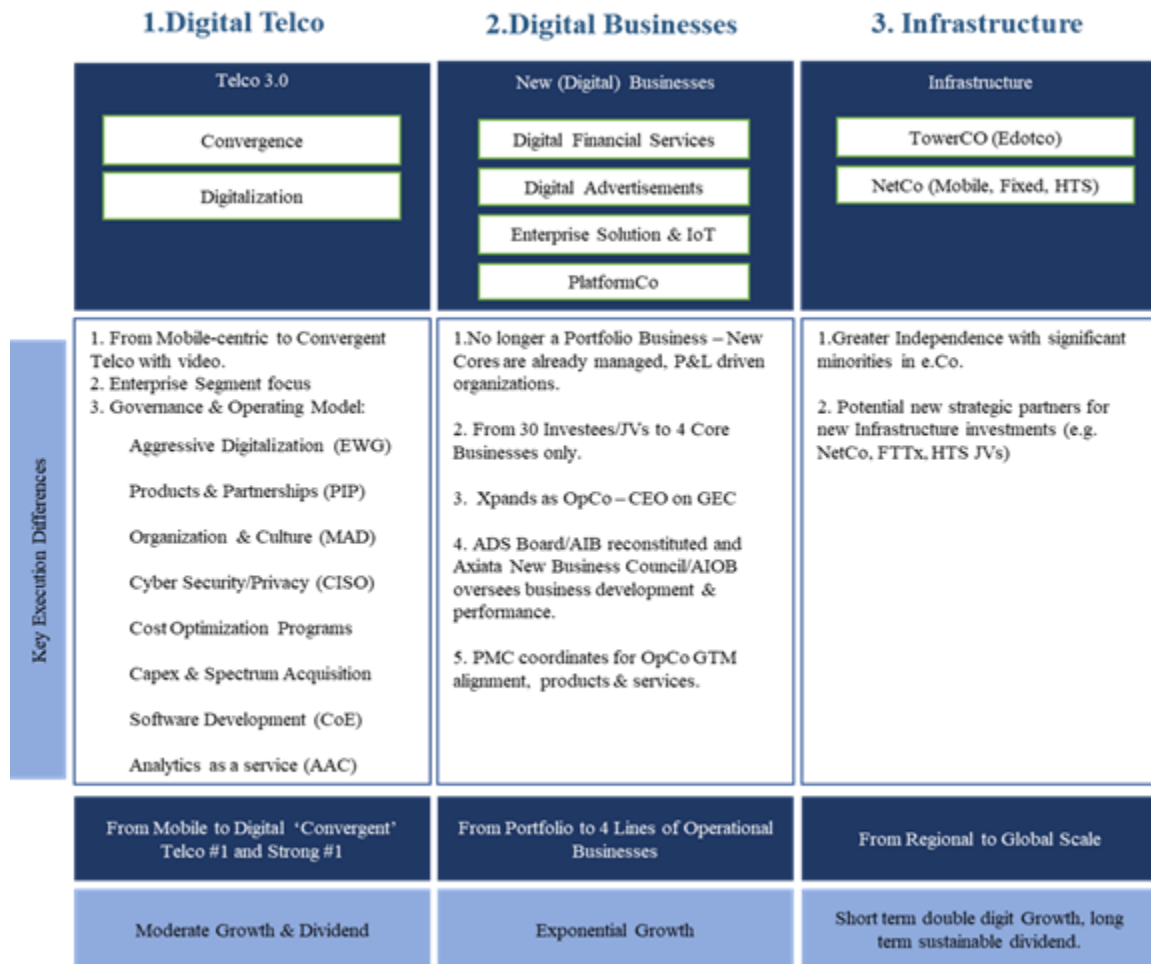 1.Digital Telco
2.Digital Businesses
3. Infrastructure
Telco 3.0
Convergence
Digitalization
New (Digital) Businesses
Digital Financial Services
Digital Advertisements
Enterprise Solution & IoT
PlatformCo
Infrastructure
TowerCO (Edotco)
NetCo (Mobile, Fixed, HTS)
Key Execution Differences
1. From Mobile-centric to Convergent
Telco with video.
2. Enterprise Segment focus
3. Governance & Operating Model:
Aggressive Digitalization (EWG)
Products & Partnerships (PIP)
Organization & Culture (MAD)
Cyber Security/Privacy (CISO)
Cost Optimization Programs
Capex & Spectrum Acquisition
Software Development (CoE)
Analytics as a service (AAC)
1.No longer a Portfolio Business – New
Cores are already managed, P&L driven
organizations.
2. From 30 Investees/JVs to 4 Core
Businesses only.
3. Xpands as OpCo – CEO on GEC
4. ADS Board/AIB reconstituted and
Axiata New Business Council/AIOB
oversees business development &
performance.
5. PMC coordinates for OpCo GTM
alignment, products & services.
1.Greater Independence with significant
minorities in e.Co.
2. Potential new strategic partners for
new Infrastructure investments (e.g.
NetCo, FTTx, HTS JVs)
From Mobile to Digital ‘Convergent’
Telco #1 and Strong #1
From Portfolio to 4 Lines of Operational
Businesses
From Regional to Global Scale
Moderate Growth & Dividend
Exponential Growth
Short term double digit Growth, long
term sustainable dividend.